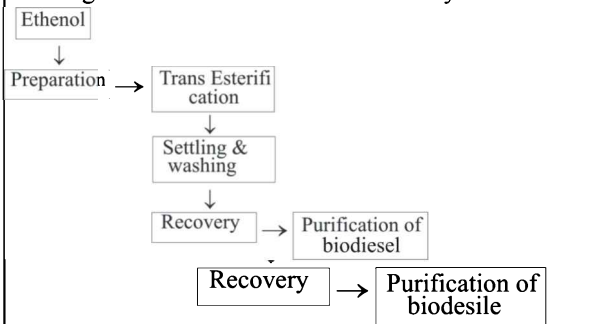 Ethenol
Preparation
Trans Esterifi
cation
Settling &
washing
Recovery
Purification of
biodiesel
Recovery
Purification of
biodesile